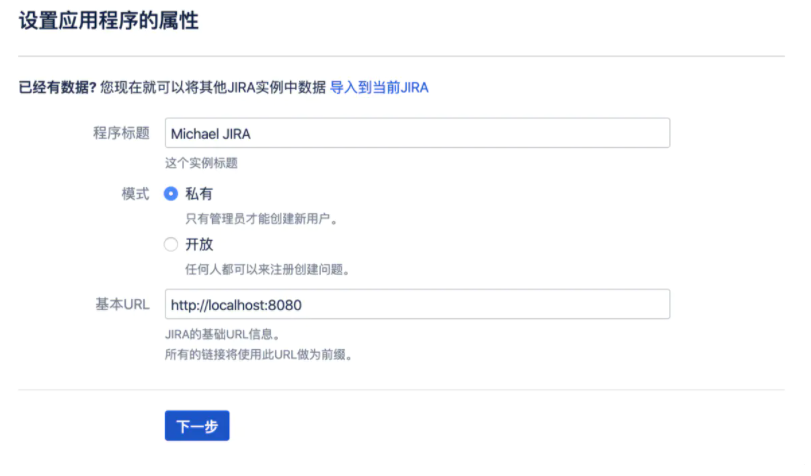 设置应用程序的属性
已经有数据? 您现在就可以将其他JIRA实例中数据 导入到当前JIRA
程序标题 Michael JIRA
这个实例标题
模式 私有
只有管理员才能创建新用户。
开放
任何人都可以来注册创建问题。
基本URL http://localhost:8080
JIRA的基础URL信息。
所有的链接将使用此URL做为前缀。
下一步